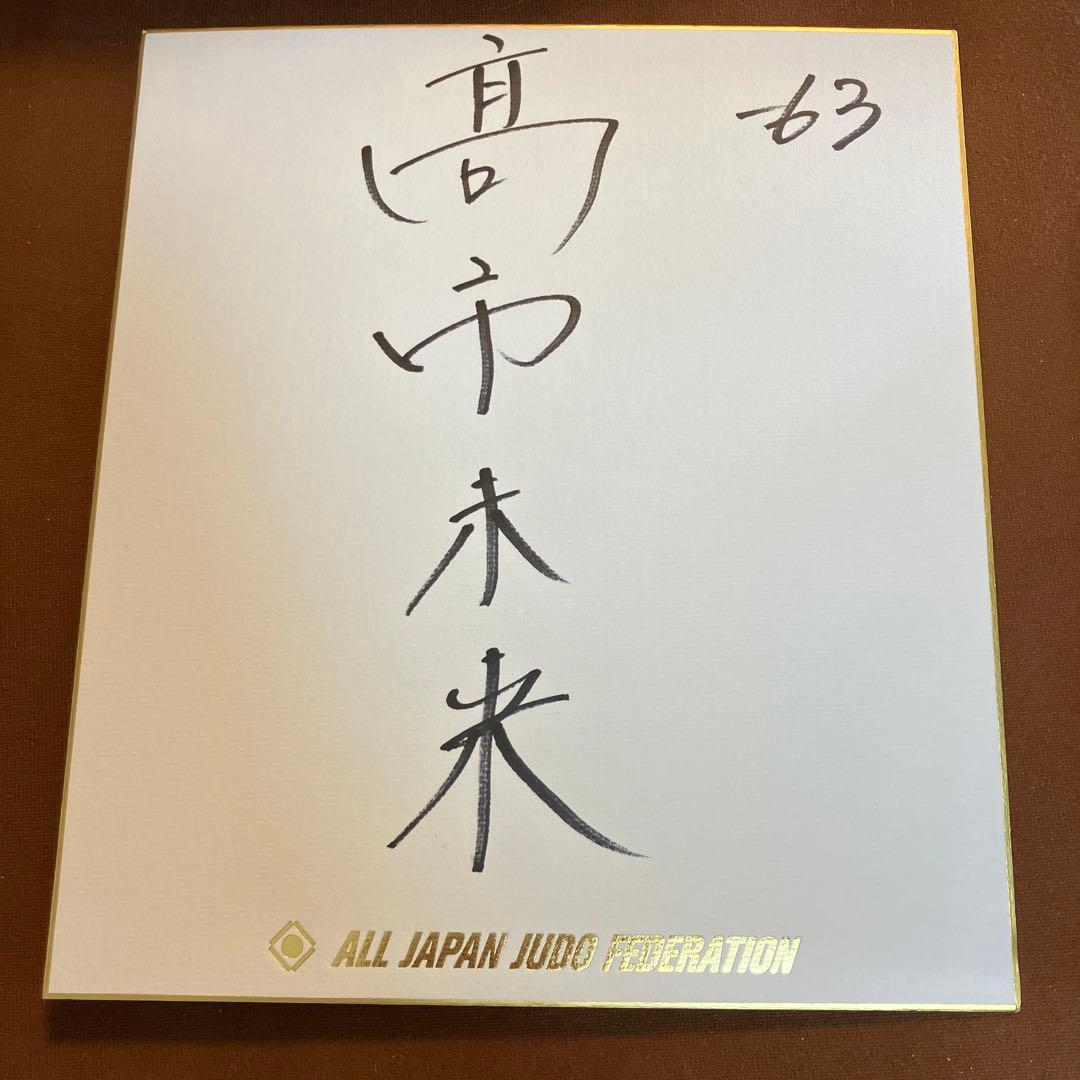 -63
髙市未来
ALL JAPAN JUDO FEDERATION